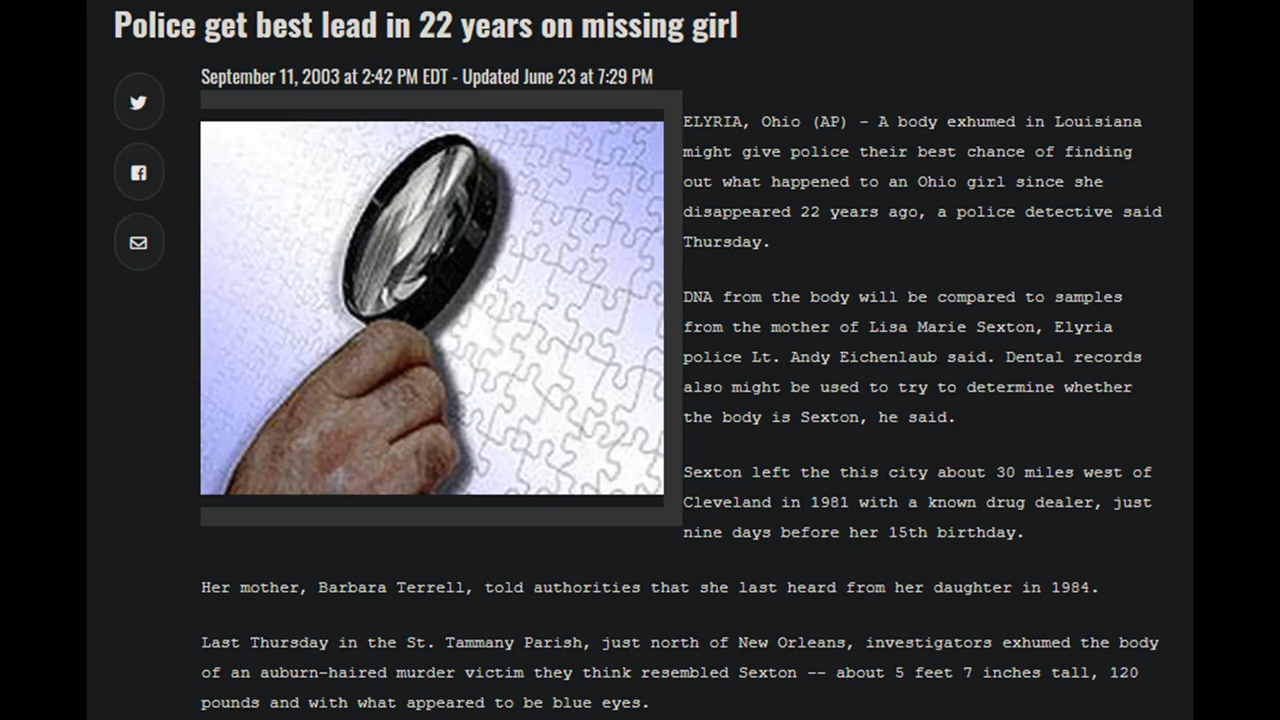 Police get best lead in 22 years on missing girl
September 11, 2003 at 2:42 PM EDT - Updated June 23 at 7:29 PM
ELYRIA, Ohio (AP) - A body exhumed in Louisiana
might give police their best chance of finding
out what happened to an Ohio girl since she
disappeared 22 years ago, a police detective said
Thursday.
DNA from the body will be compared to samples
from the mother of Lisa Marie Sexton, Elyria
police Lt. Andy Eichenlaub said. Dental records
also might be used to try to determine whether
the body is Sexton, he said.
Sexton left the this city about 30 miles west of
Cleveland in 1981 with a known drug dealer, just
nine days before her 15th birthday.
Her mother, Barbara Terrell, told authorities that she last heard from her daughter in 1984.
Last Thursday in the St. Tammany Parish, just north of New Orleans, investigators exhumed the body
of an auburn-haired murder victim they think resembled Sexton -- about 5 feet 7 inches tall, 120
pounds and with what appeared to be blue eyes.